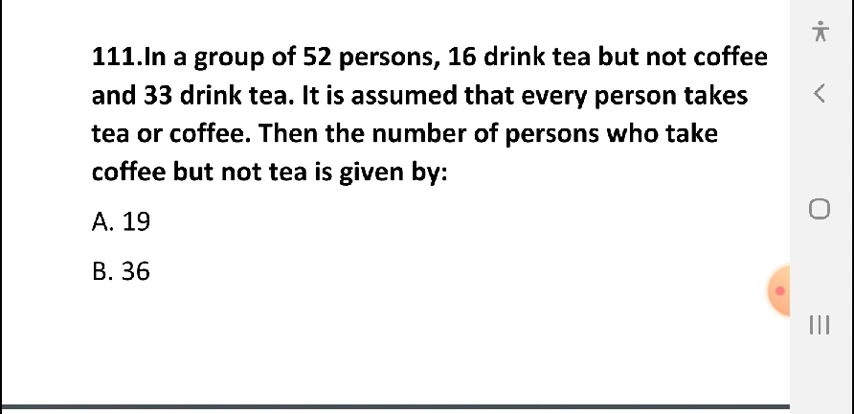 111.In a group of 52 persons, 16 drink tea but not coffee
and 33 drink tea. It is assumed that every person takes
tea or coffee. Then the number of persons who take
coffee but not tea is given by:
A. 19
B. 36